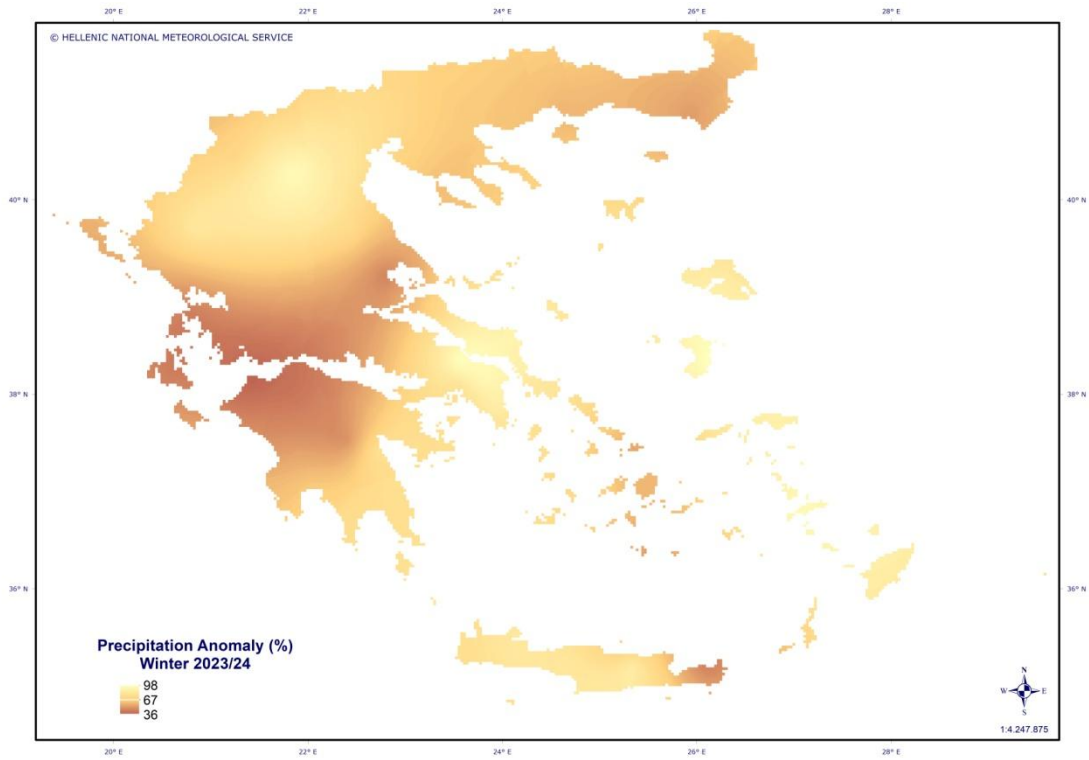 20° E 22° E 24° E 26° E 28° E
© HELLENIC NATIONAL METEOROLOGICAL SERVICE
40° N 40° N
38° N 38° N
36° N 36° N
Precipitation Anomaly (%)
Winter 2023/24
98
67
36
N
W E
S
1:4.247.875
20° E 22° E 24° E 26° E 28° E